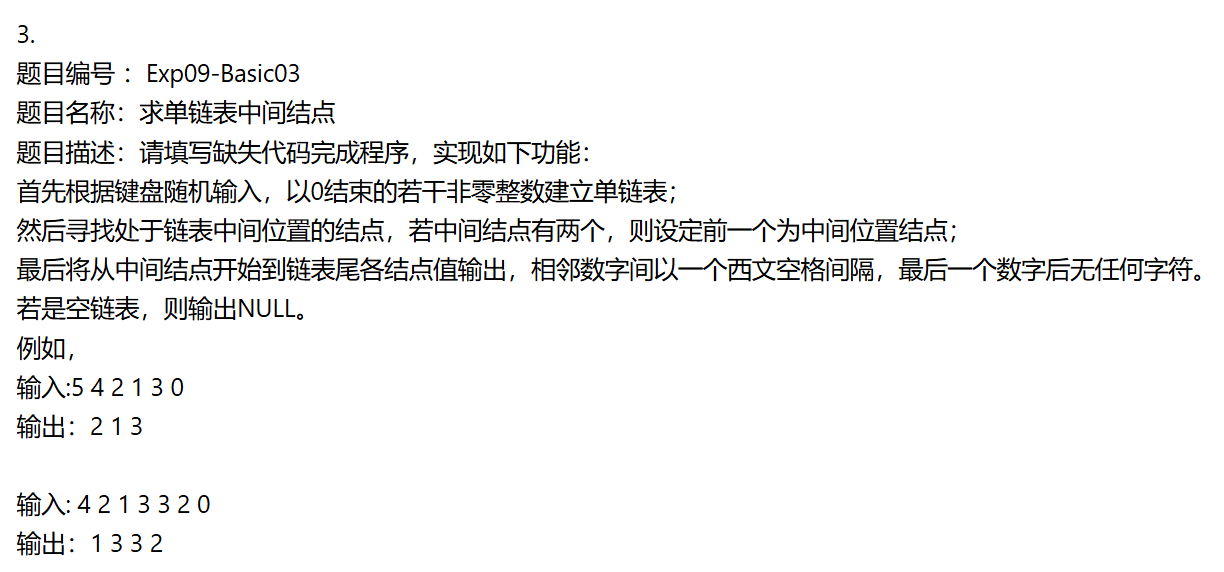 3.
题目编号 ：Exp09-Basic03
题目名称：求单链表中间结点
题目描述：请填写缺失代码完成程序，实现如下功能：
首先根据键盘随机输入，以0结束的若干非零整数建立单链表；
然后寻找处于链表中间位置的结点，若中间结点有两个，则设定前一个为中间位置结点；
最后将从中间结点开始到链表尾各结点值输出，相邻数字间以一个西文空格间隔，最后一个数字后无任何字符。
若是空链表，则输出NULL。
例如，
输入:5 4 2 1 3 0
输出：2 1 3
输入: 4 2 1 3 3 2 0
输出：1 3 3 2